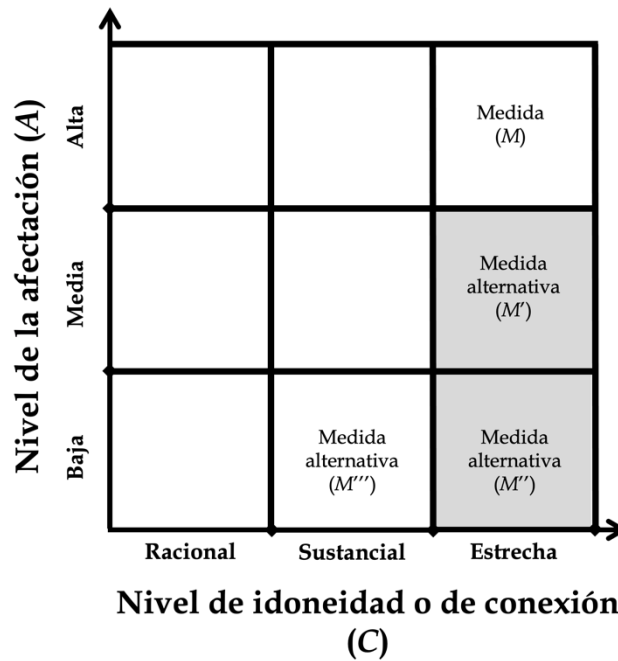 Nivel de la afectación (A)
Alta
Media
Baja
Medida
(M)
Medida
alternativa
(M')
Medida
alternativa
(M''')
Medida
alternativa
(M'')
Racional
Sustancial
Estrecha
Nivel de idoneidad o de conexión
(C)